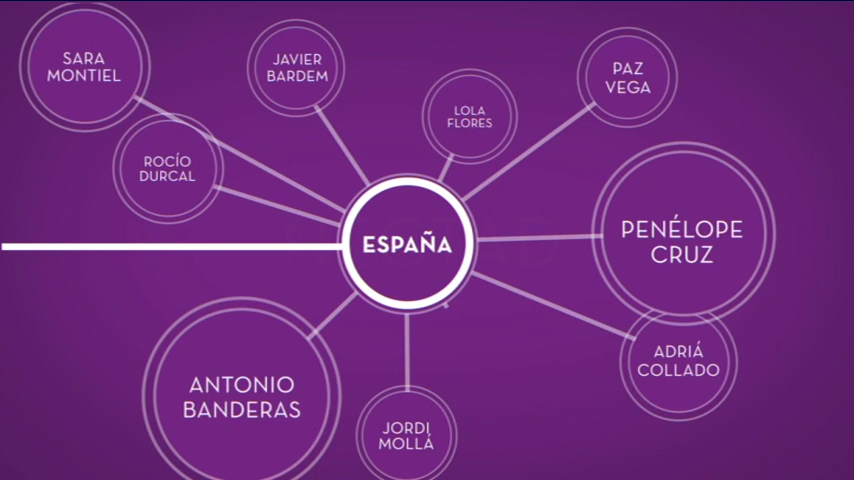 SARA
MONTIEL
JAVIER
BARDEM
PAZ
VEGA
LOLA
FLORES
ROCÍO
DURCAL
ESPAÑA
PENÉLOPE
CRUZ
ADRIÁ
COLLADO
ANTONIO
BANDERAS
JORDI
MOLLÁ